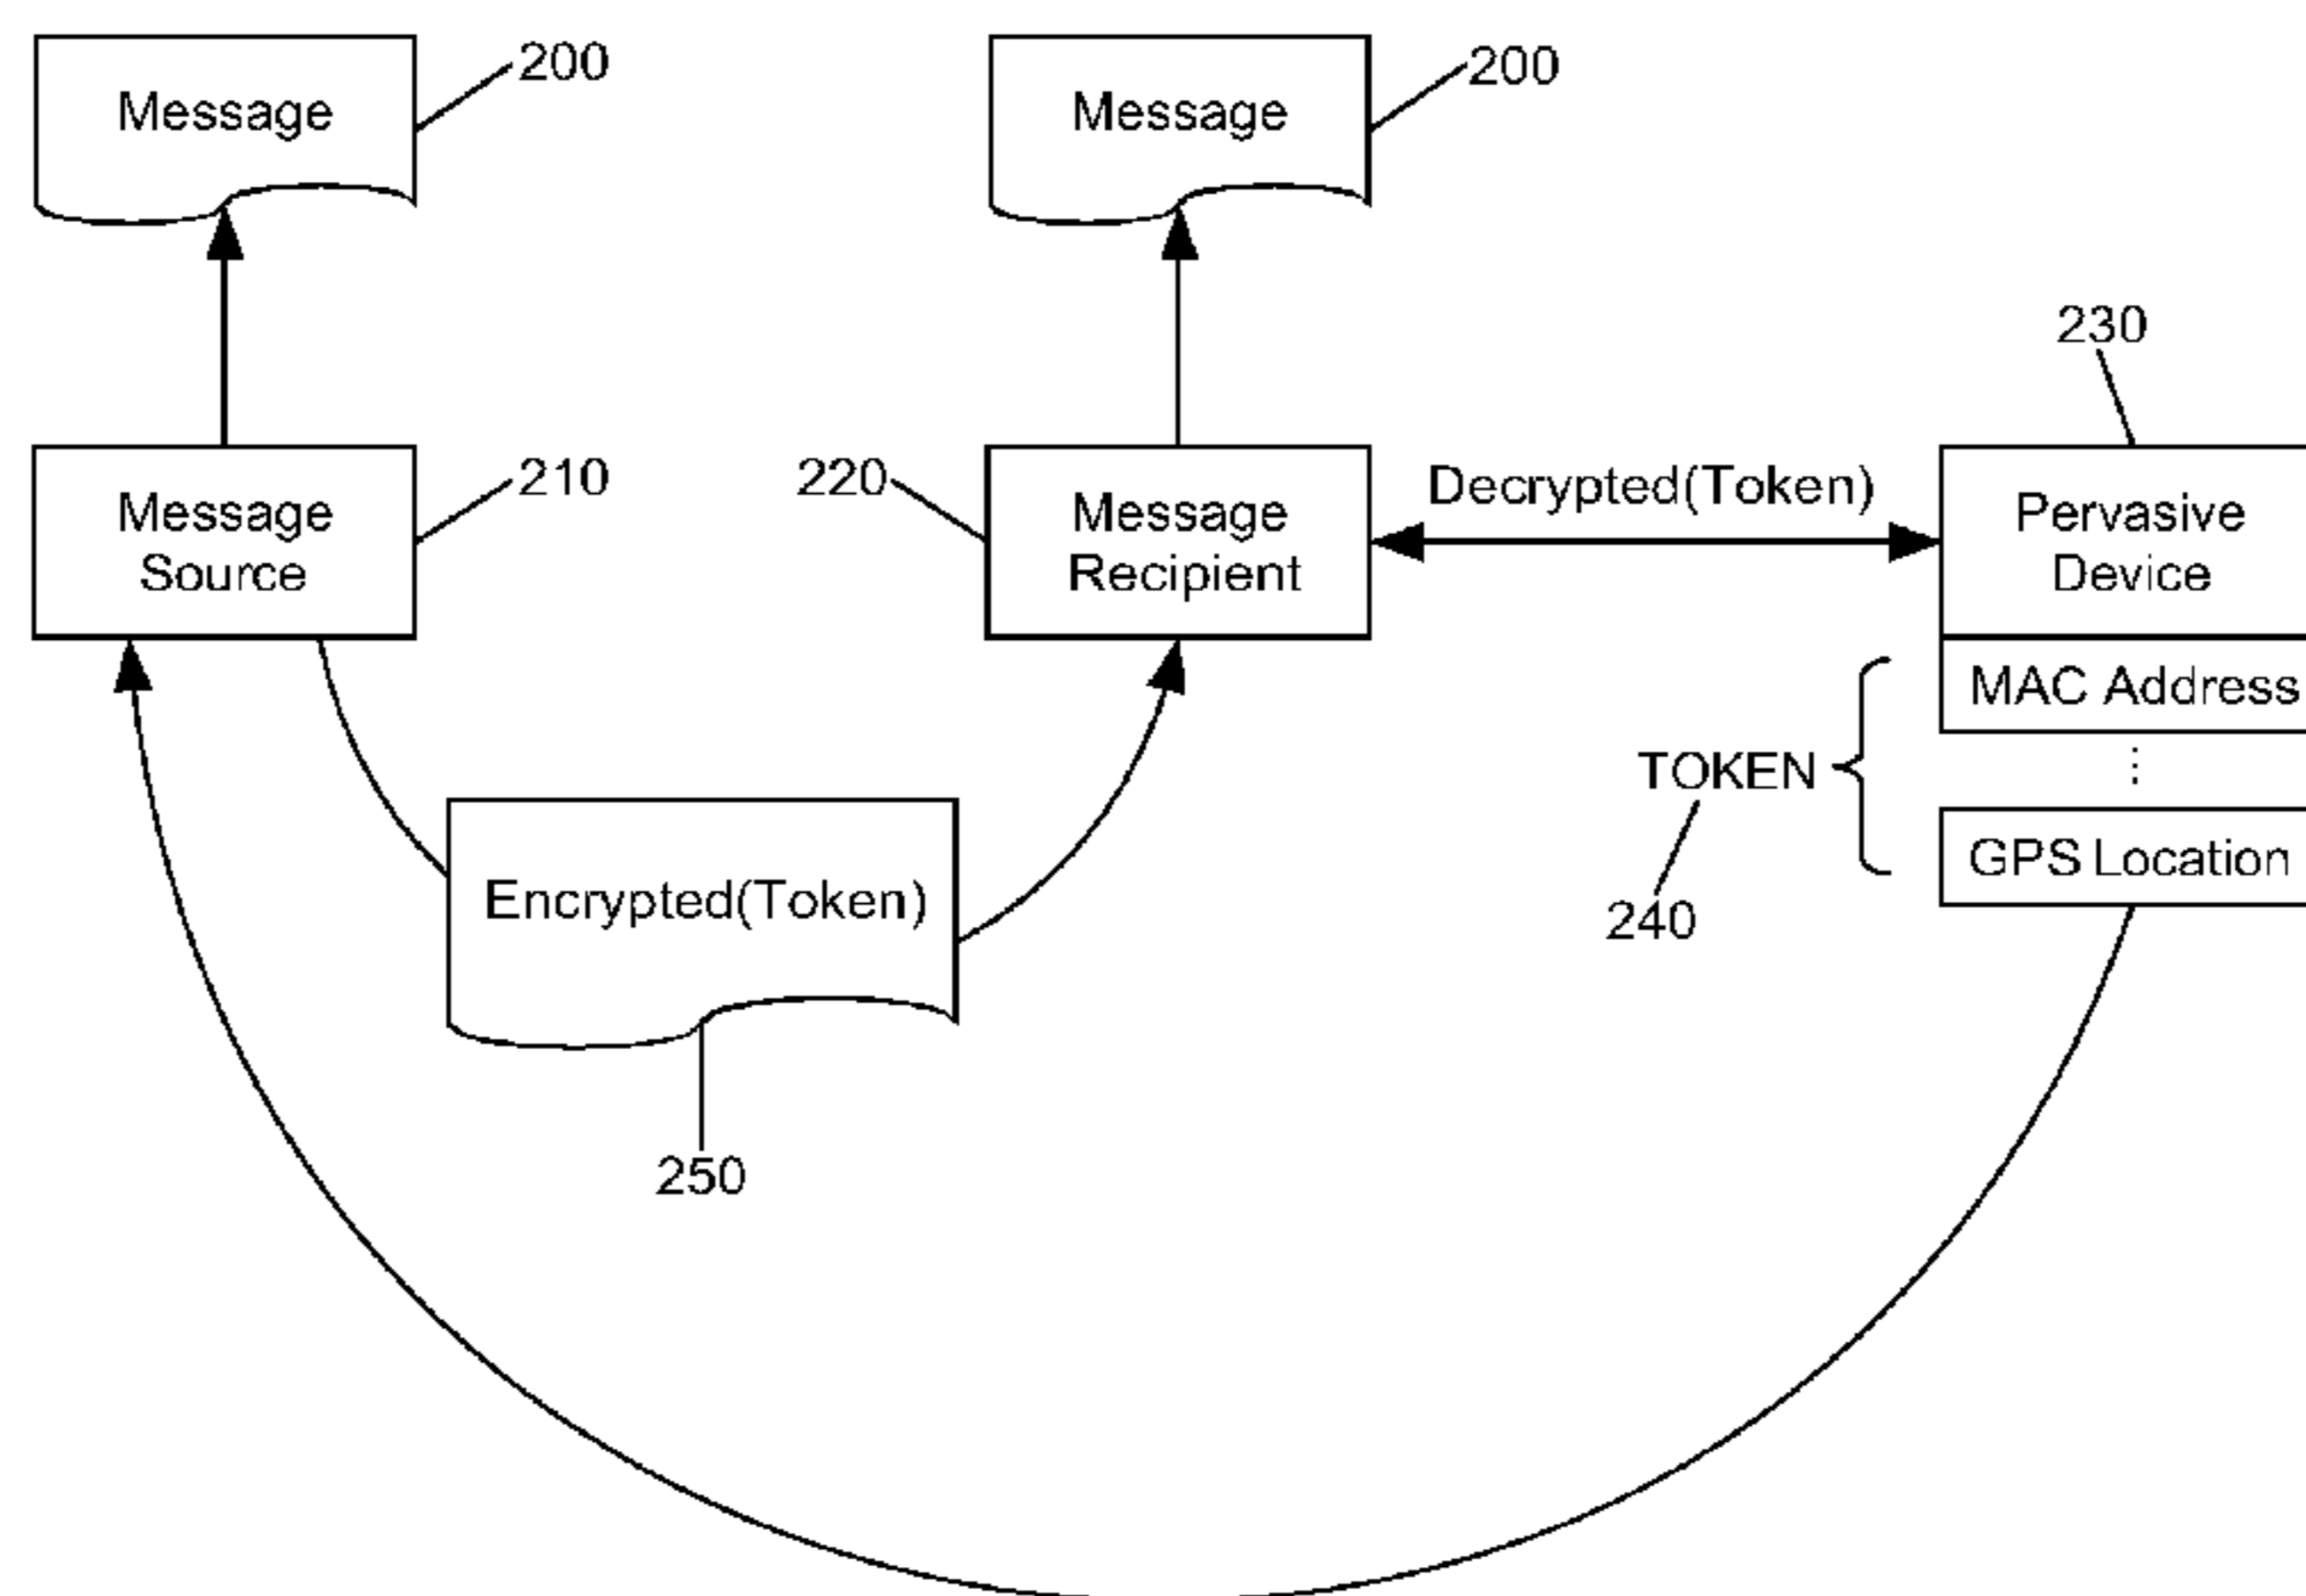 200
200
Message
Message
230
210
220
Decrypted(Token)
Message
Source
Message
Recipient
Pervasive
Device
MAC Address
TOKEN
⋮
GPS Location
Encrypted(Token)
240
250